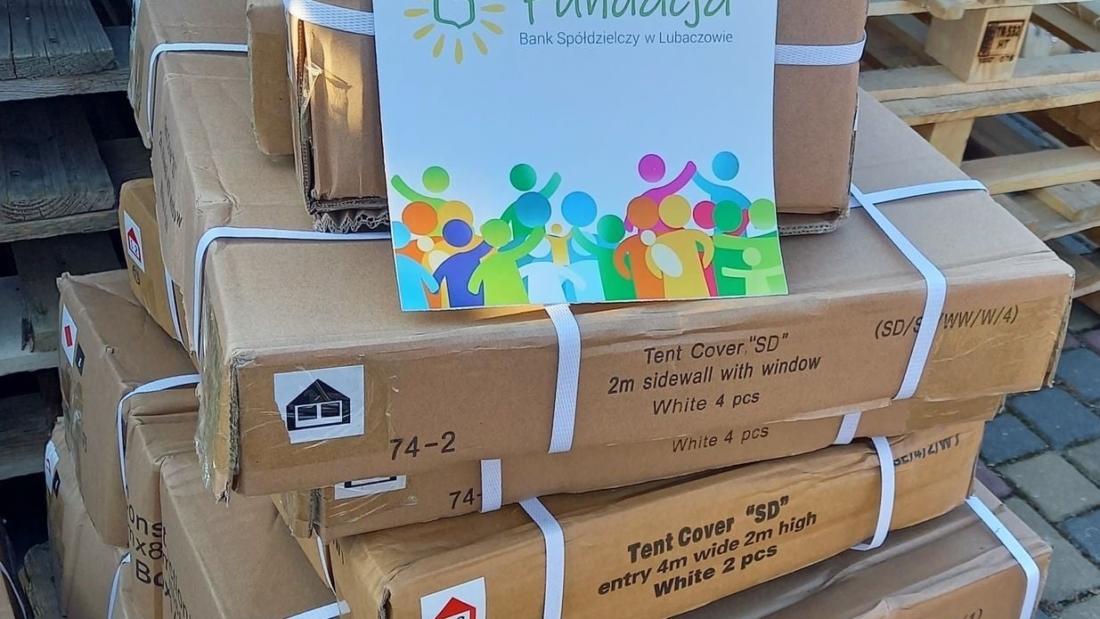 Fundacja
Bank Spółdzielczy w Lubaczowie
HT
Tent Cover "SD"
2m sidewall with window
White 4 pcs
74-2
White 4 pcs
74-
Tent Cover "SD"
entry 4m wide 2m high
White 2 pcs